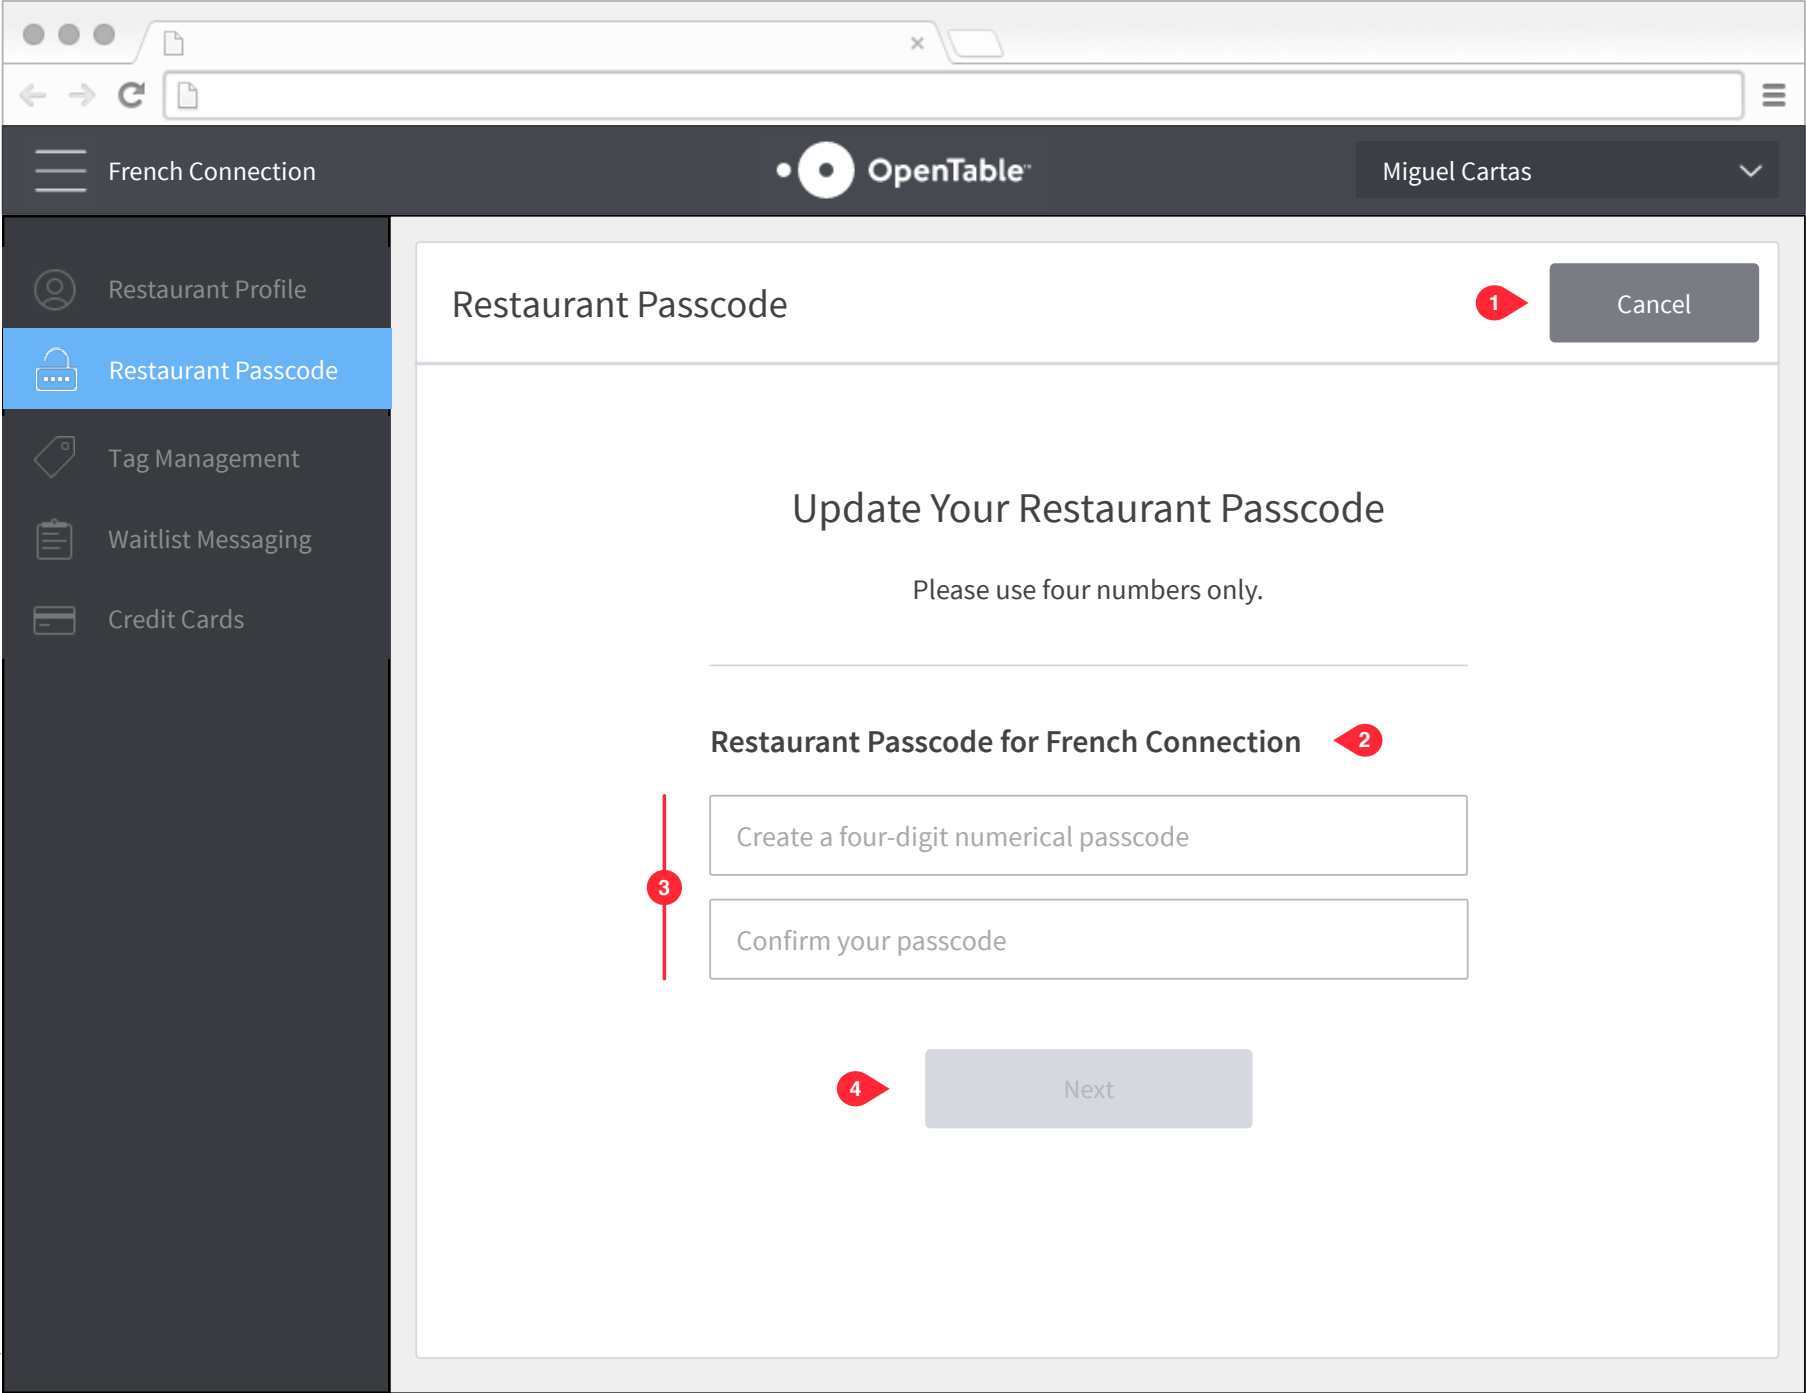 French Connection
OpenTable™
Miguel Cartas
Restaurant Profile
Restaurant Passcode
Tag Management
Waitlist Messaging
Credit Cards
Restaurant Passcode
1
Cancel
Update Your Restaurant Passcode
Please use four numbers only.
Restaurant Passcode for French Connection
2
Create a four-digit numerical passcode
3
Confirm your passcode
4
Next